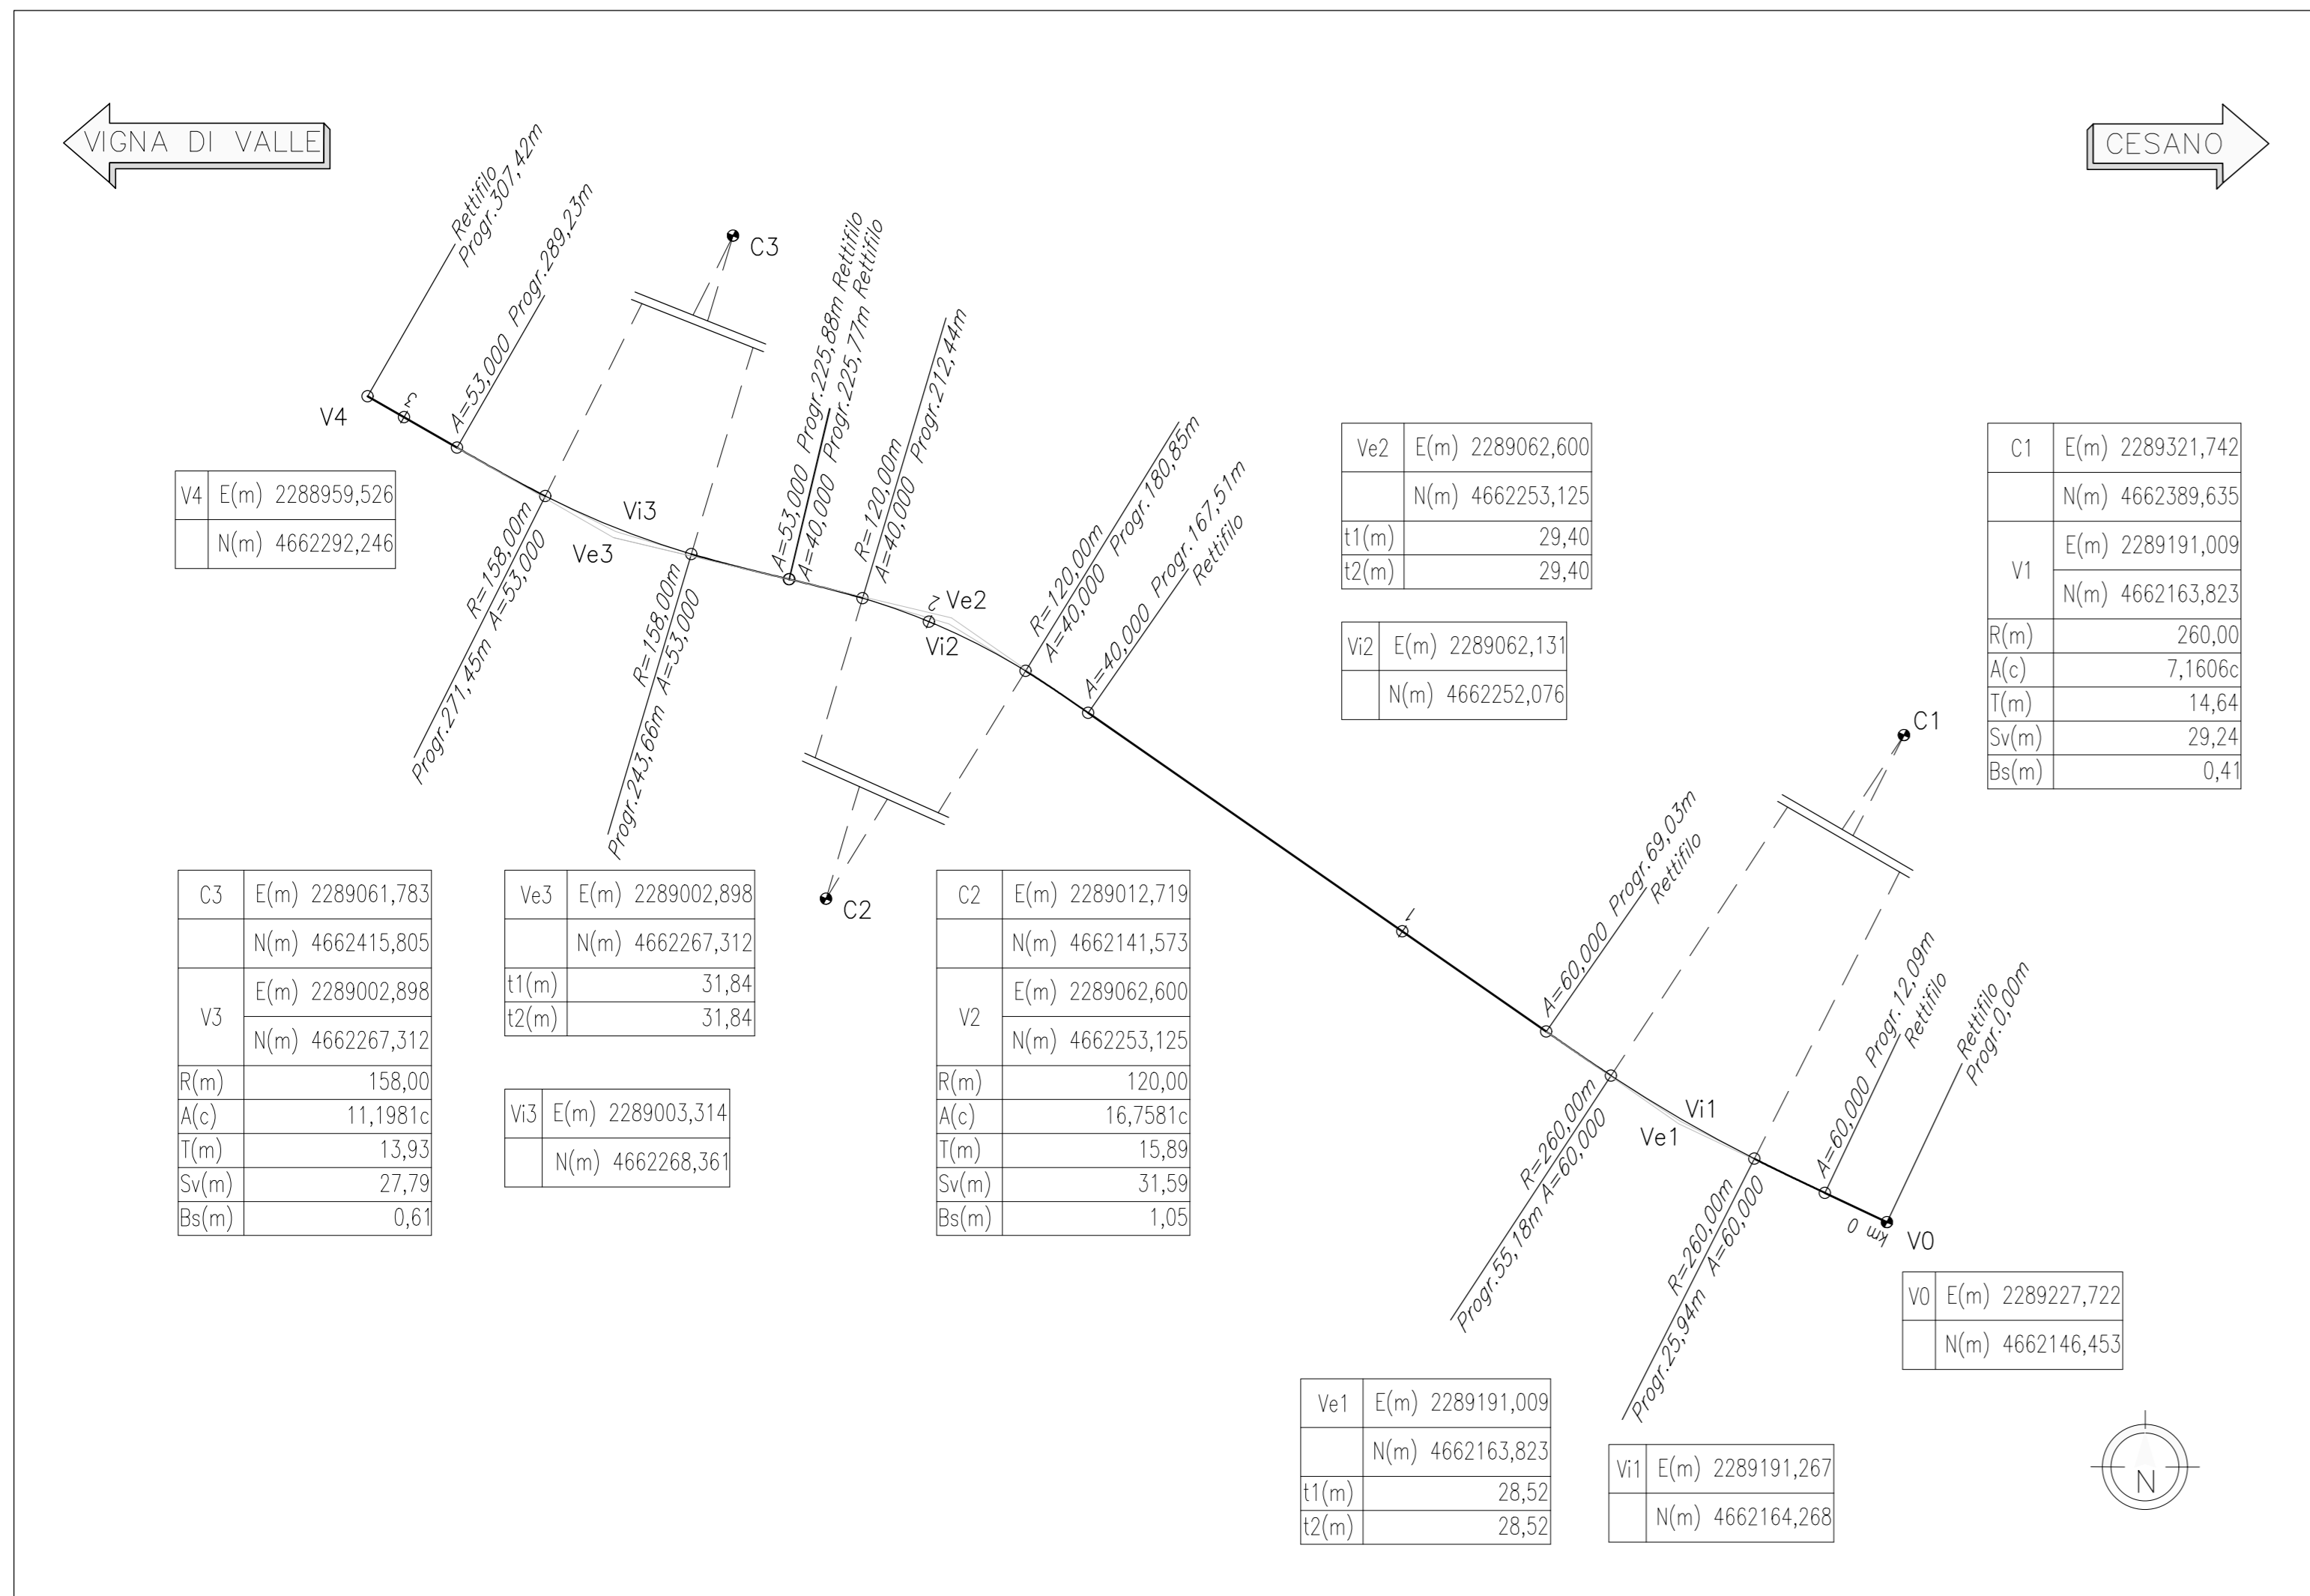 VIGNA DI VALLE
CESANO
Rettifilo
Progr.307,42m
A=53,000 Progr.289,23m
C3
A=53,000 Progr.225,88m Rettifilo
A=40,000 Progr.225,77m Rettifilo
R=120,00m
A=40,000 Progr.212,44m
R=120,00m
A=40,000 Progr.180,85m
A=40,000 Progr.167,51m
Rettifilo
V4
3
Vi3
Ve3
R=158,00m
Progr.271,45m A=53,000
R=158,00m
Progr.243,66m A=53,000
2
Ve2
Vi2
V4 E(m) 2288959,526
N(m) 4662292,246
Ve2 E(m) 2289062,600
N(m) 4662253,125
t1(m) 29,40
t2(m) 29,40
Vi2 E(m) 2289062,131
N(m) 4662252,076
C1 E(m) 2289321,742
N(m) 4662389,635
V1 E(m) 2289191,009
N(m) 4662163,823
R(m) 260,00
A(c) 7,1606c
T(m) 14,64
Sv(m) 29,24
Bs(m) 0,41
C1
C2
1
A=60,000 Progr.69,03m
Rettifilo
A=60,000 Progr.12,09m
Rettifilo
Rettifilo
Progr.0,00m
C3 E(m) 2289061,783
N(m) 4662415,805
V3 E(m) 2289002,898
N(m) 4662267,312
R(m) 158,00
A(c) 11,1981c
T(m) 13,93
Sv(m) 27,79
Bs(m) 0,61
Ve3 E(m) 2289002,898
N(m) 4662267,312
t1(m) 31,84
t2(m) 31,84
Vi3 E(m) 2289003,314
N(m) 4662268,361
C2 E(m) 2289012,719
N(m) 4662141,573
V2 E(m) 2289062,600
N(m) 4662253,125
R(m) 120,00
A(c) 16,7581c
T(m) 15,89
Sv(m) 31,59
Bs(m) 1,05
Vi1
Ve1
R=260,00m
Progr.55,18m A=60,000
R=260,00m
Progr.25,94m A=60,000
km 0
V0
V0 E(m) 2289227,722
N(m) 4662146,453
Ve1 E(m) 2289191,009
N(m) 4662163,823
t1(m) 28,52
t2(m) 28,52
Vi1 E(m) 2289191,267
N(m) 4662164,268
N